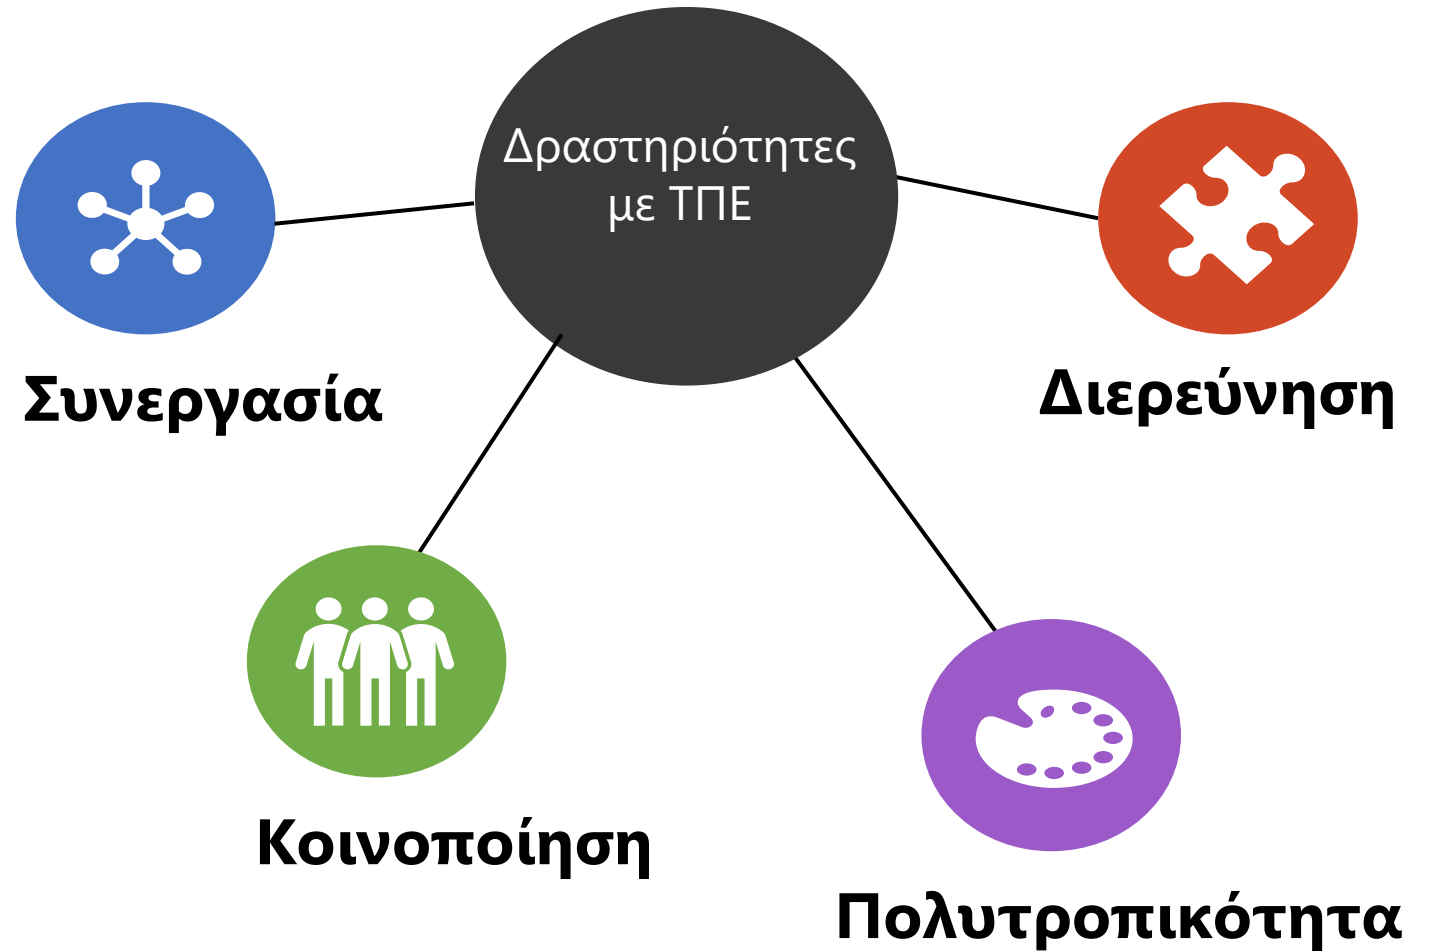 Δραστηριότητες
με ΤΠΕ
Συνεργασία
Διερεύνηση
Κοινοποίηση
Πολυτροπικότητα